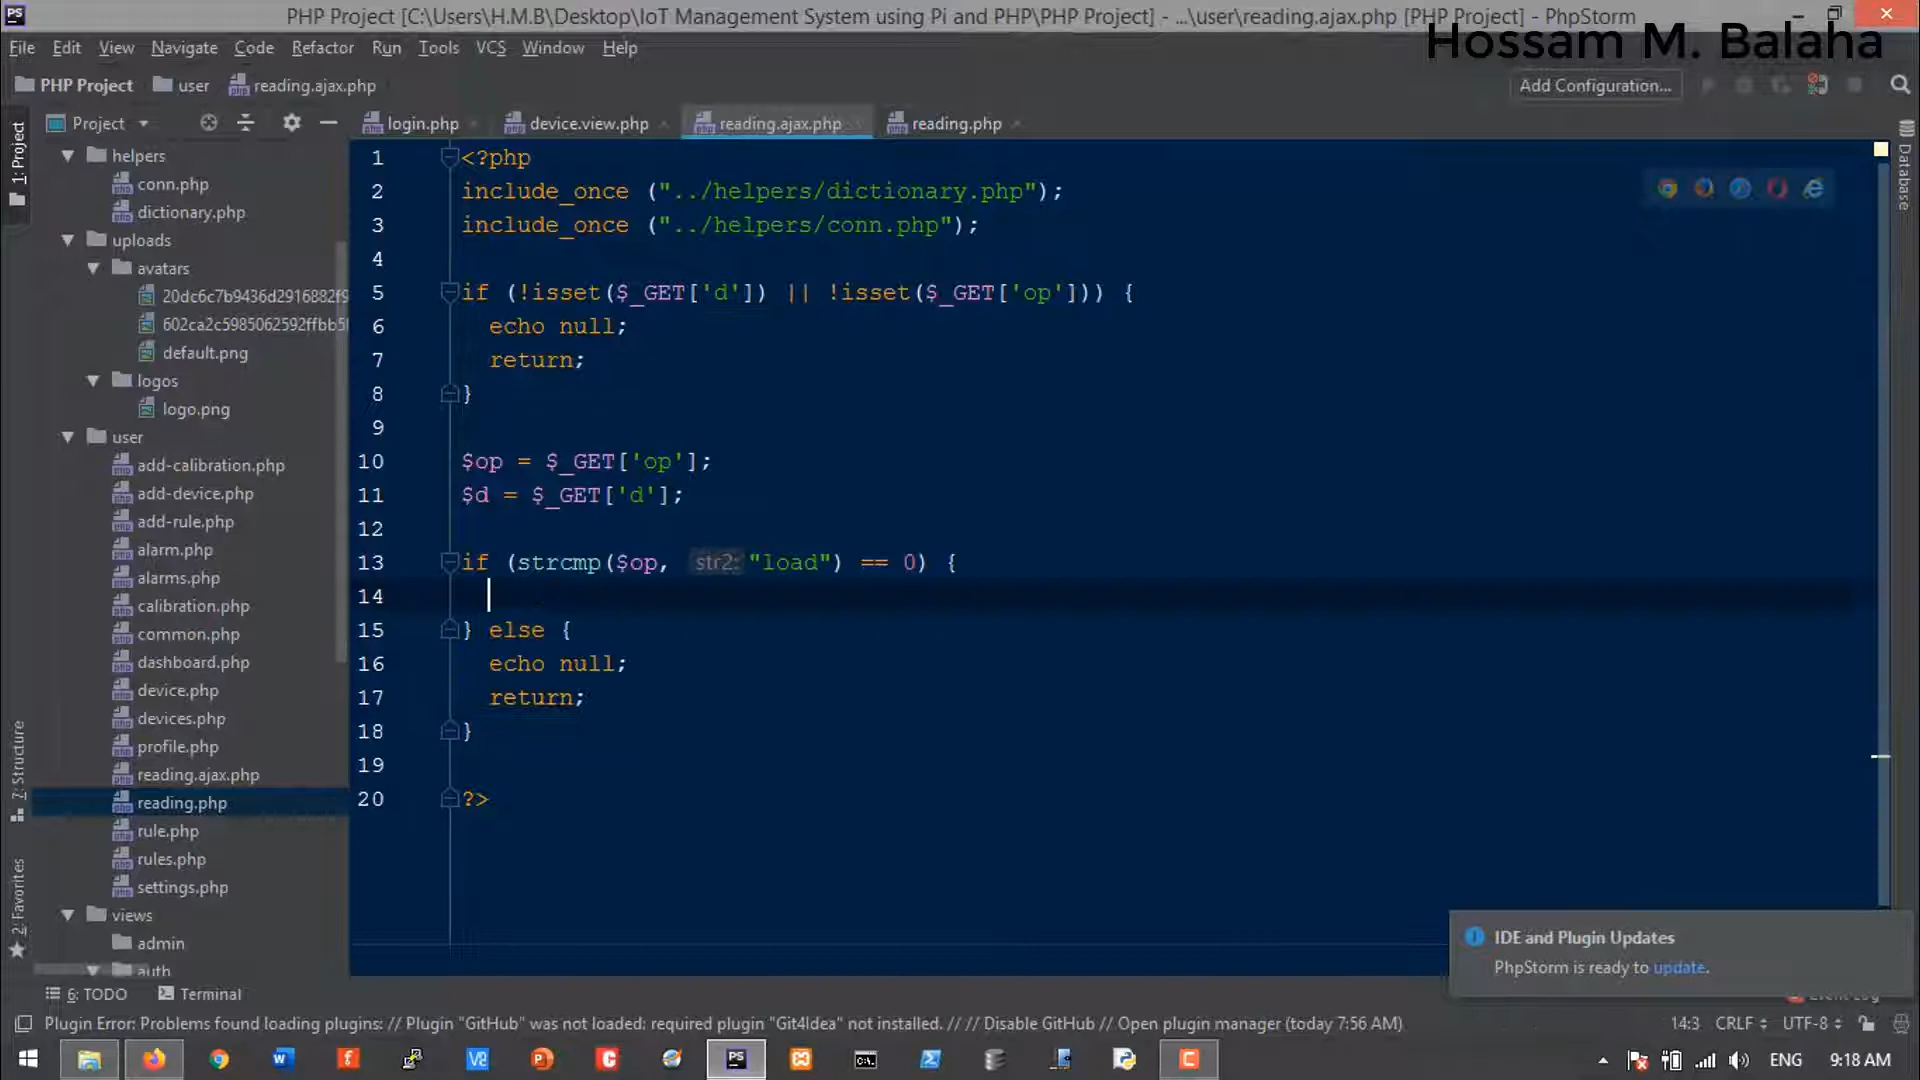 PS PHP Project [C:\Users\H.M.B\Desktop\IoT Management System using Pi and PHP\PHP Project] - ...\user\reading.ajax.php [PHP Project] - PhpStorm
File Edit View Navigate Code Refactor Run Tools VCS Window Help
Hossam M. Balaha
PHP Project user reading.ajax.php Add Configuration...
Project login.php device.view.php reading.ajax.php reading.php
1: Project
7: Structure
2: Favorites
Database
helpers
conn.php
dictionary.php
uploads
avatars
20dc6c7b9436d2916882f9
602ca2c5985062592ffbb5f
default.png
logos
logo.png
user
add-calibration.php
add-device.php
add-rule.php
alarm.php
alarms.php
calibration.php
common.php
dashboard.php
device.php
devices.php
profile.php
reading.ajax.php
reading.php
rule.php
rules.php
settings.php
views
admin
auth
1 <?php
2 include_once ("../helpers/dictionary.php");
3 include_once ("../helpers/conn.php");
4
5 if (!isset($_GET['d']) || !isset($_GET['op'])) {
6 echo null;
7 return;
8 }
9
10 $op = $_GET['op'];
11 $d = $_GET['d'];
12
13 if (strcmp($op, str2: "load") == 0) {
14
15 } else {
16 echo null;
17 return;
18 }
19
20 ?>
IDE and Plugin Updates
PhpStorm is ready to update.
6: TODO Terminal Event Log
Plugin Error: Problems found loading plugins: // Plugin "GitHub" was not loaded: required plugin "Git4Idea" not installed. // // Disable GitHub // Open plugin manager (today 7:56 AM) 14:3 CRLF UTF-8
ENG 9:18 AM